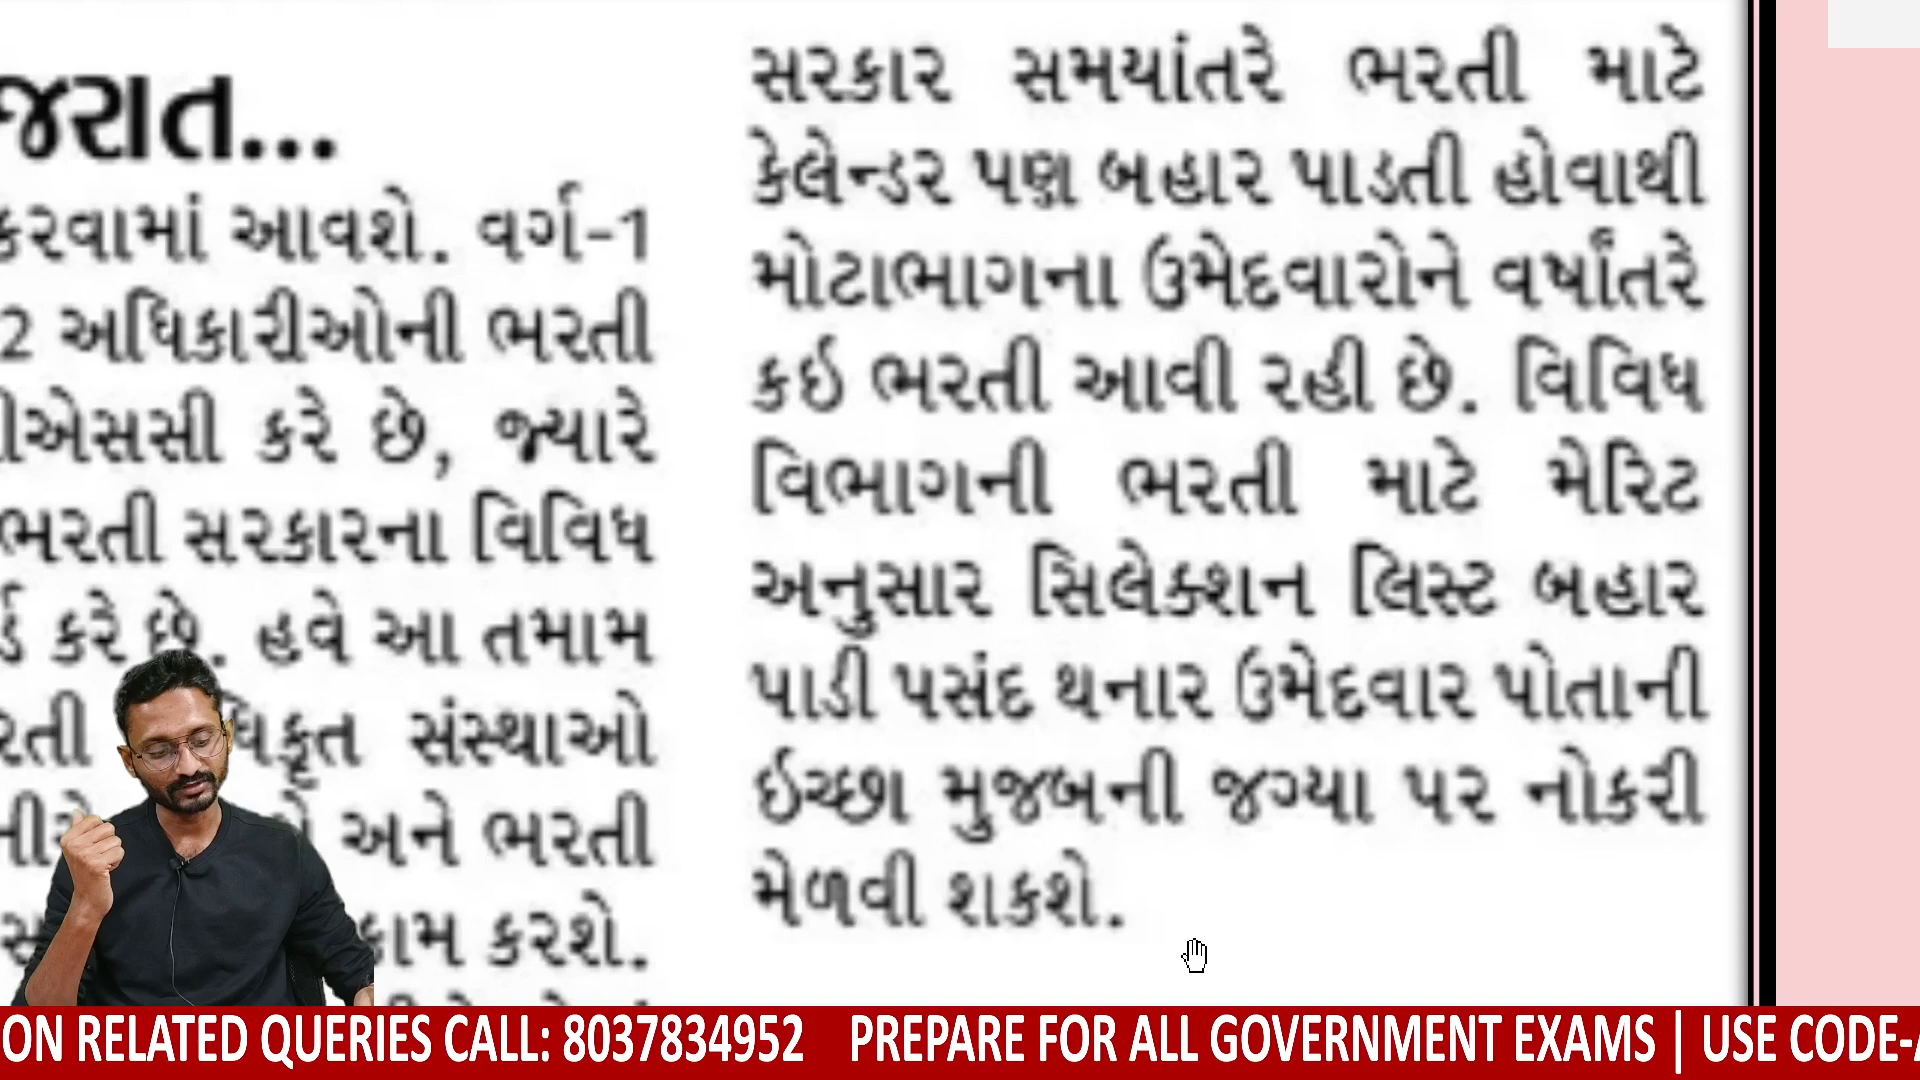 જરાત...
કરવામાં આવશે. વર્ગ-1
2 અધિકારીઓની ભરતી
કરે છે, જ્યારે
ભરતી સરકારના વિવિધ
કરે છે. હવે આ તમામ
સંસ્થાઓ
અને ભરતી
કરશે.
સરકાર સમયાંતરે ભરતી માટે
કેલેન્ડર પણ બહાર પાડતી હોવાથી
મોટાભાગના ઉમેદવારોને વર્ષાંતરે
કઇ ભરતી આવી રહી છે. વિવિધ
વિભાગની ભરતી માટે મેરિટ
અનુસાર સિલેક્શન લિસ્ટ બહાર
પાડી પસંદ થનાર ઉમેદવાર પોતાની
ઈચ્છા મુજબની જગ્યા પર નોકરી
મેળવી શકશે.
ON RELATED QUERIES CALL: 8037834952 PREPARE FOR ALL GOVERNMENT EXAMS | USE CODE-